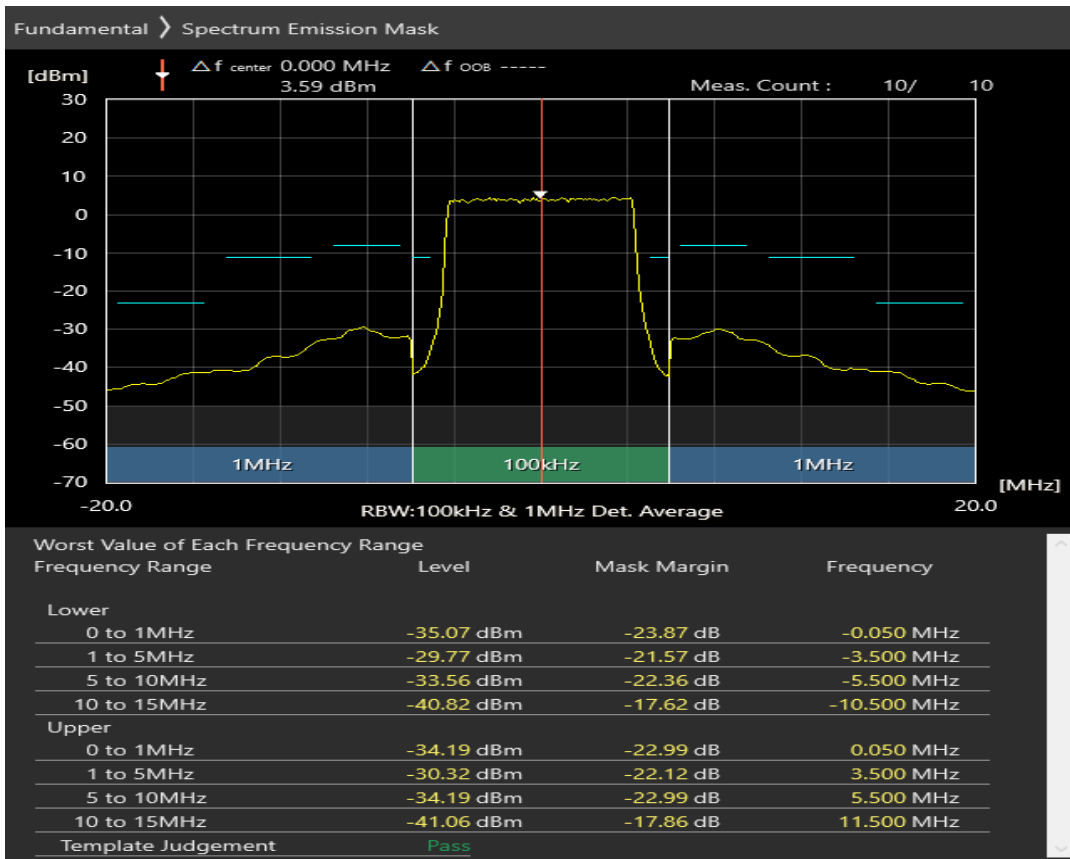 Fundamental ❭ Spectrum Emission Mask
[dBm] Δf center 0.000 MHz Δf OOB -----
3.59 dBm Meas. Count : 10/ 10
30
20
10
0
-10
-20
-30
-40
-50
-60
1MHz 100kHz 1MHz
-70 [MHz]
-20.0 RBW:100kHz & 1MHz Det. Average 20.0
Worst Value of Each Frequency Range
Frequency Range Level Mask Margin Frequency
Lower
0 to 1MHz -35.07 dBm -23.87 dB -0.050 MHz
1 to 5MHz -29.77 dBm -21.57 dB -3.500 MHz
5 to 10MHz -33.56 dBm -22.36 dB -5.500 MHz
10 to 15MHz -40.82 dBm -17.62 dB -10.500 MHz
Upper
0 to 1MHz -34.19 dBm -22.99 dB 0.050 MHz
1 to 5MHz -30.32 dBm -22.12 dB 3.500 MHz
5 to 10MHz -34.19 dBm -22.99 dB 5.500 MHz
10 to 15MHz -41.06 dBm -17.86 dB 11.500 MHz
Template Judgement Pass